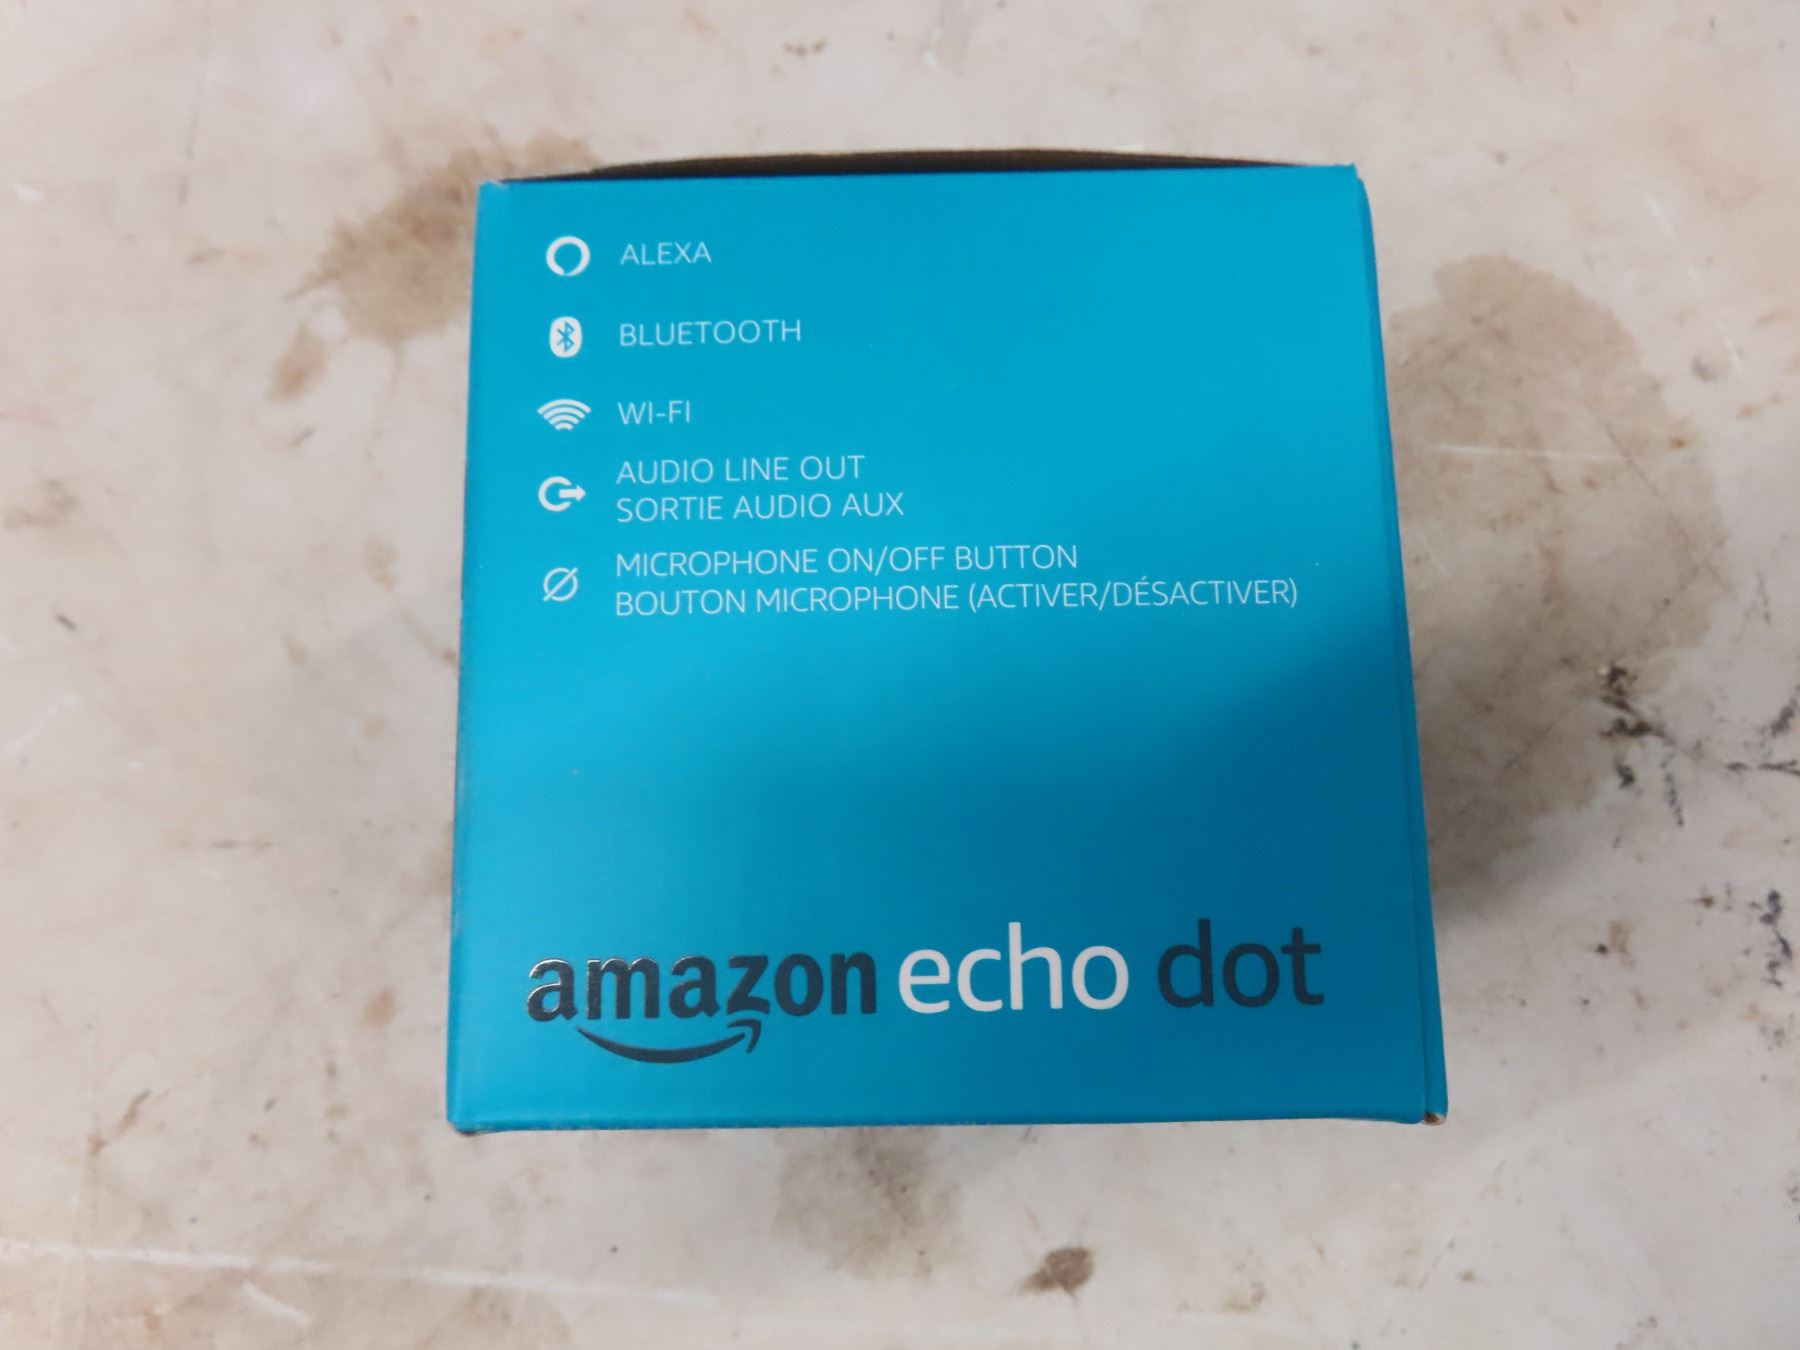 ALEXA
BLUETOOTH
WI-FI
AUDIO LINE OUT
SORTIE AUDIO AUX
MICROPHONE ON/OFF BUTTON
BOUTON MICROPHONE (ACTIVER/DÉSACTIVER)
amazon echo dot